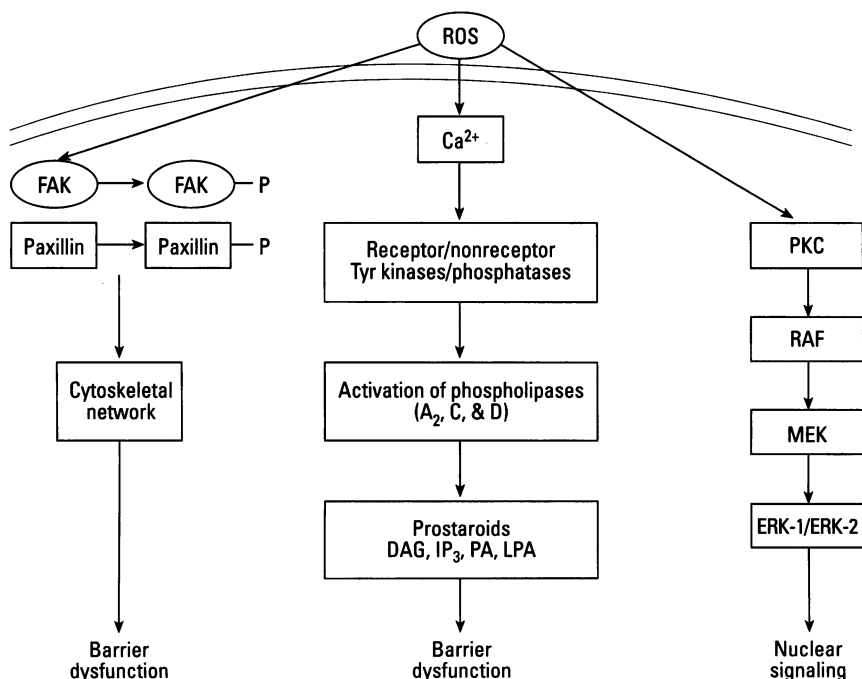 ROS
Ca²⁺
FAK
FAK
P
Paxillin
Paxillin
P
Cytoskeletal
network
Barrier
dysfunction
Receptor/nonreceptor
Tyr kinases/phosphatases
Activation of phospholipases
(A₂, C, & D)
Prostaroids
DAG, IP₃, PA, LPA
Barrier
dysfunction
PKC
RAF
MEK
ERK-1/ERK-2
Nuclear
signaling